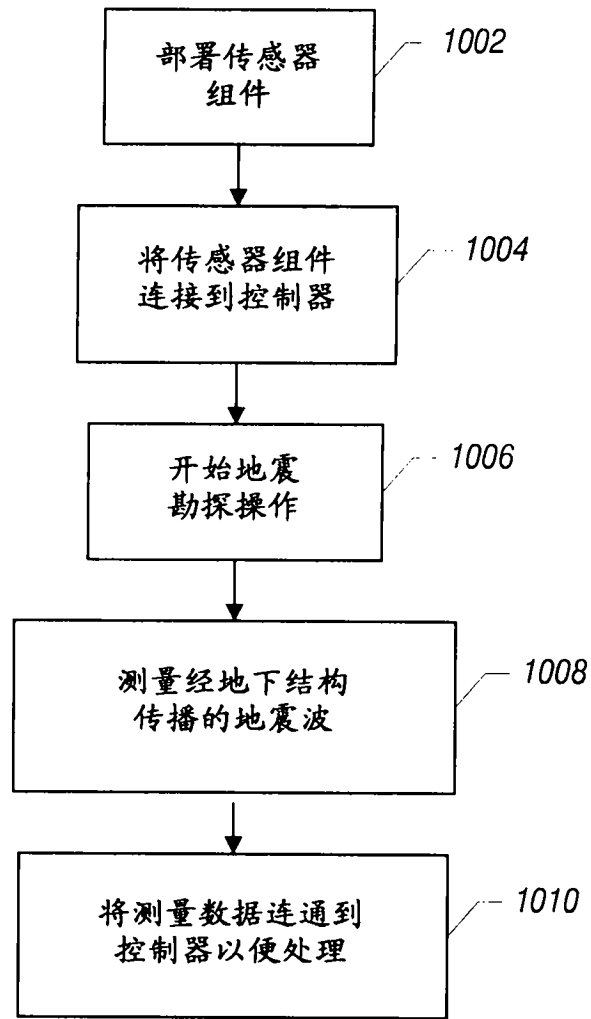 部署传感器
组件
1002
将传感器组件
连接到控制器
1004
开始地震
勘探操作
1006
测量经地下结构
传播的地震波
1008
将测量数据连通到
控制器以便处理
1010